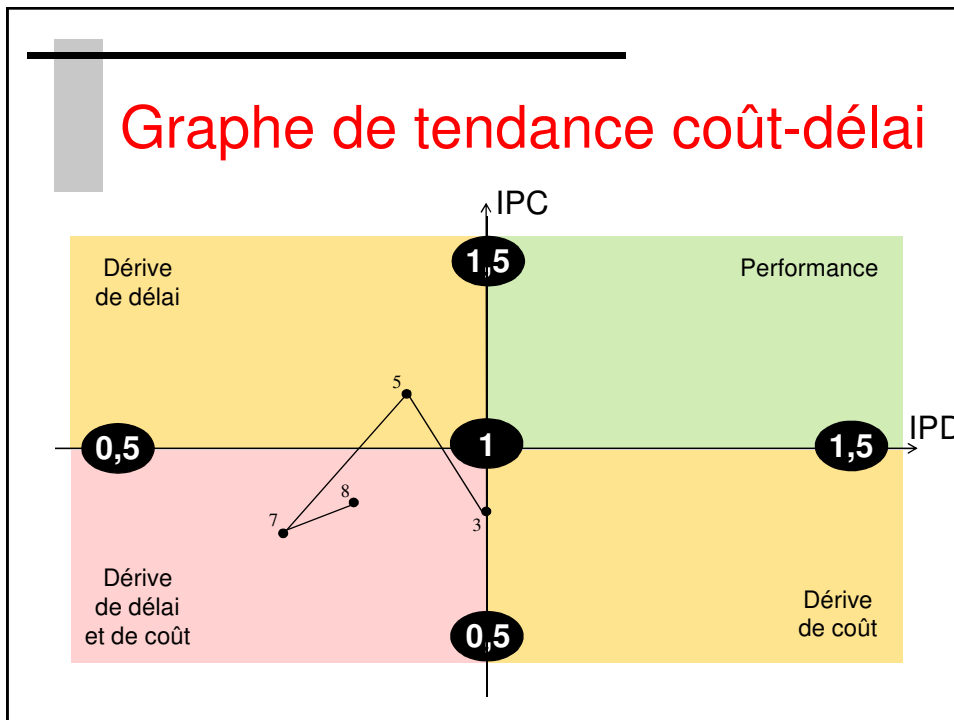 Graphe de tendance coût-délai
IPC
Dérive
de délai
1,5
Performance
5
0,5
1
1,5
IPD
8
7
3
Dérive
de délai
et de coût
0,5
Dérive
de coût